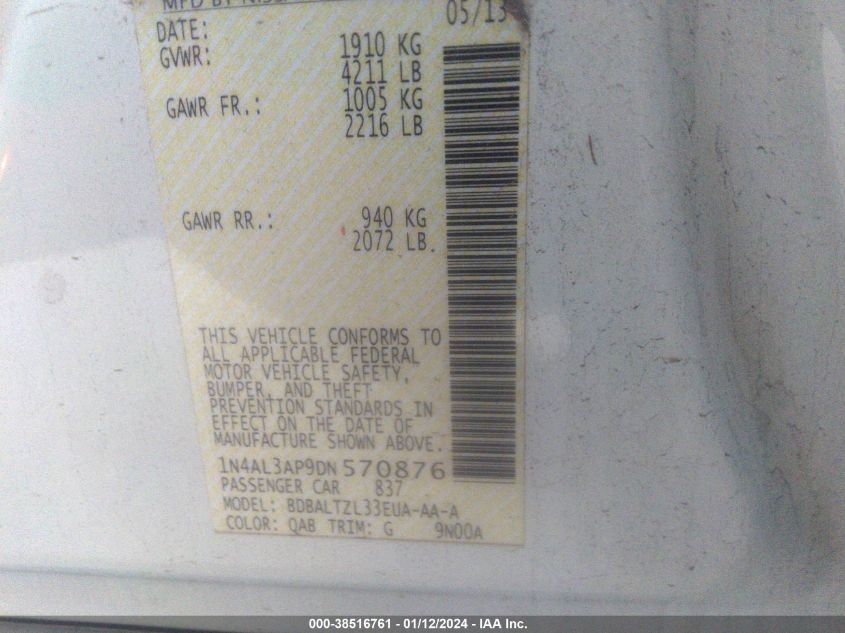 MFD BY
DATE: 05/13
GVWR: 1910 KG
4211 LB
GAWR FR.: 1005 KG
2216 LB
GAWR RR.: 940 KG
2072 LB.
THIS VEHICLE CONFORMS TO
ALL APPLICABLE FEDERAL
MOTOR VEHICLE SAFETY,
BUMPER, AND THEFT
PREVENTION STANDARDS IN
EFFECT ON THE DATE OF
MANUFACTURE SHOWN ABOVE.
1N4AL3AP9DN570876
PASSENGER CAR 837
MODEL: BDBALTZL33EUA-AA-A
COLOR: QAB TRIM: G 9N00A
000-38516761 - 01/12/2024 - IAA Inc.